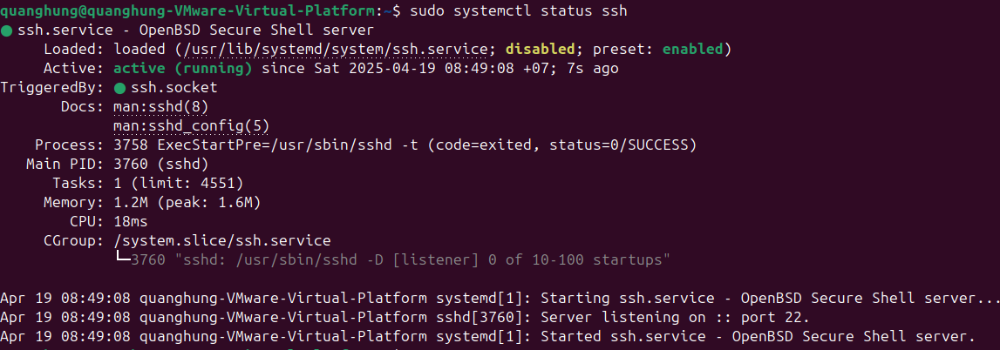 quanghung@quanghung-VMware-Virtual-Platform:~$ sudo systemctl status ssh
● ssh.service - OpenBSD Secure Shell server
     Loaded: loaded (/usr/lib/systemd/system/ssh.service; disabled; preset: enabled)
     Active: active (running) since Sat 2025-04-19 08:49:08 +07; 7s ago
TriggeredBy: ● ssh.socket
       Docs: man:sshd(8)
             man:sshd_config(5)
    Process: 3758 ExecStartPre=/usr/sbin/sshd -t (code=exited, status=0/SUCCESS)
   Main PID: 3760 (sshd)
      Tasks: 1 (limit: 4551)
     Memory: 1.2M (peak: 1.6M)
        CPU: 18ms
     CGroup: /system.slice/ssh.service
             └─3760 "sshd: /usr/sbin/sshd -D [listener] 0 of 10-100 startups"

Apr 19 08:49:08 quanghung-VMware-Virtual-Platform systemd[1]: Starting ssh.service - OpenBSD Secure Shell server...
Apr 19 08:49:08 quanghung-VMware-Virtual-Platform sshd[3760]: Server listening on :: port 22.
Apr 19 08:49:08 quanghung-VMware-Virtual-Platform systemd[1]: Started ssh.service - OpenBSD Secure Shell server.